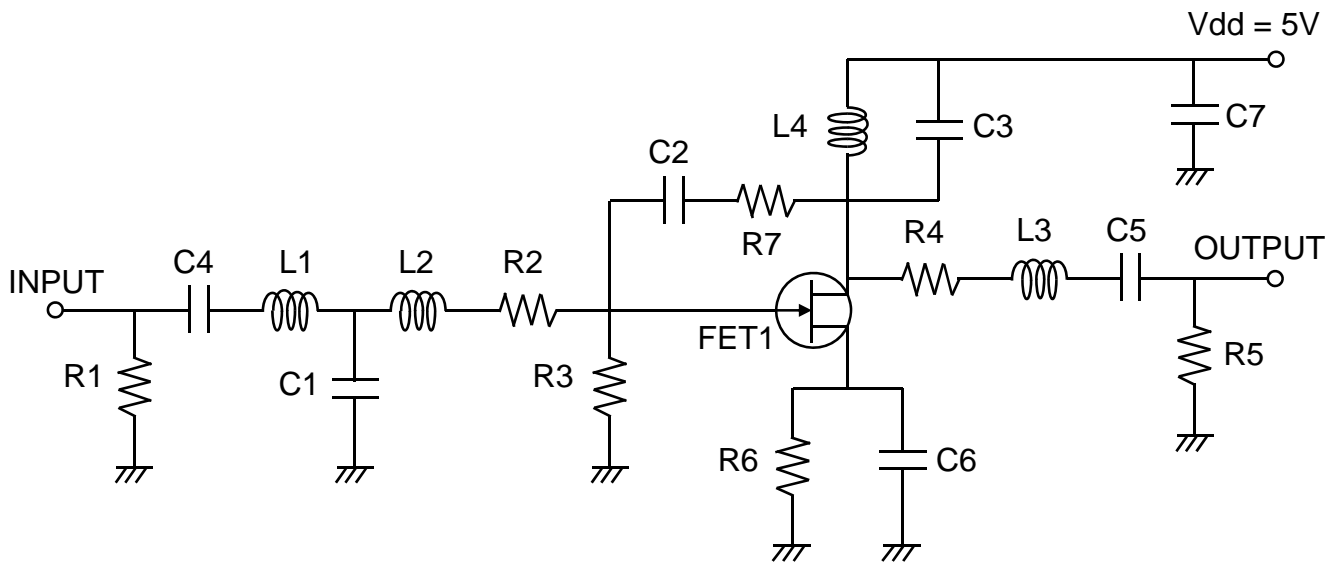 Vdd = 5V
L4
C3
C7
C2
R7
R4
L3
C5
OUTPUT
INPUT
C4
L1
L2
R2
FET1
R5
R1
C1
R3
R6
C6